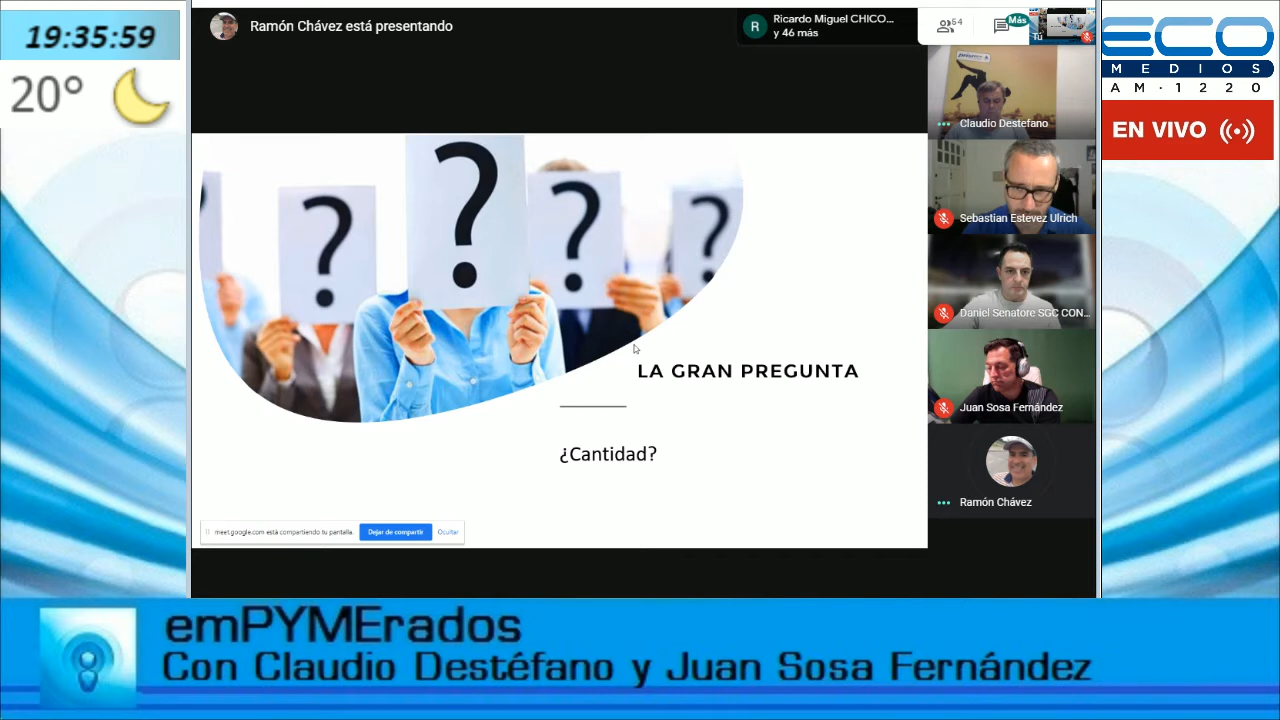 19:35:59
20°
Ramón Chávez está presentando
R
Ricardo Miguel CHICO...
y 46 más
54
Más
Tú
ECO
MEDIOS
AM·1220
EN VIVO
Claudio Destefano
Sebastian Estevez Ulrich
Daniel Senatore SGC CON...
Juan Sosa Fernández
Ramón Chávez
? ? ? ?
LA GRAN PREGUNTA
¿Cantidad?
meet.google.com está compartiendo tu pantalla.
Dejar de compartir
Ocultar
emPYMErados
Con Claudio Destéfano y Juan Sosa Fernández